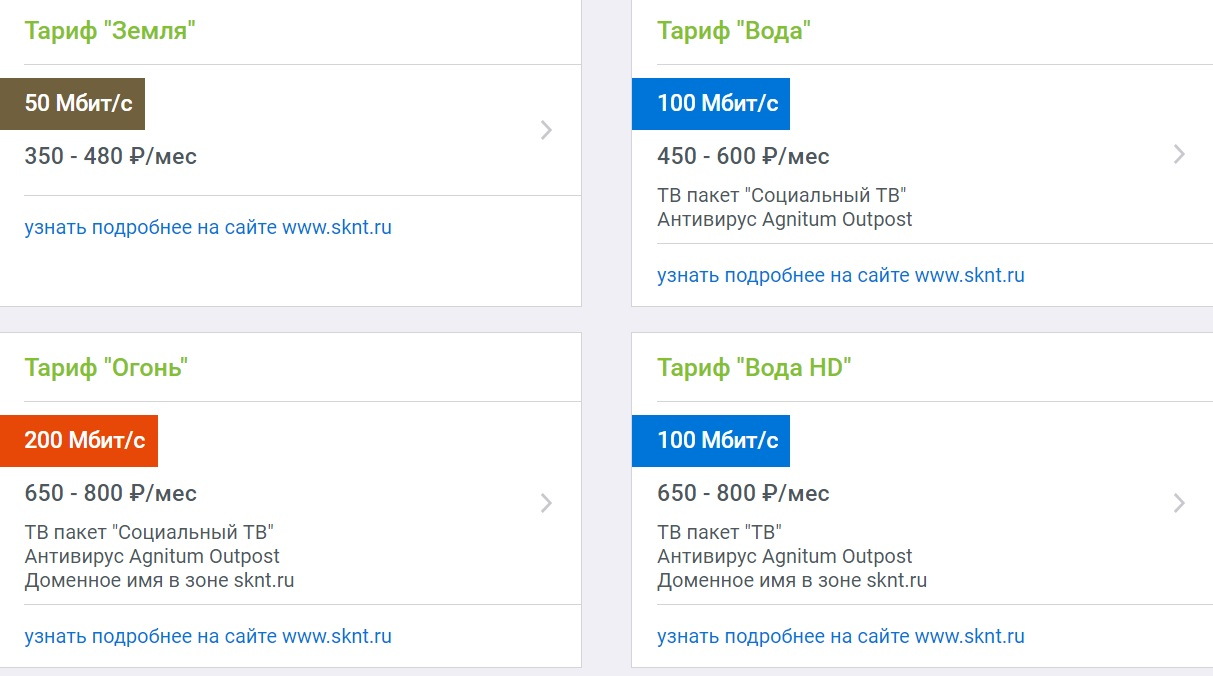 Тариф "Земля"
50 Мбит/с
350 - 480 ₽/мес
узнать подробнее на сайте www.sknt.ru
Тариф "Вода"
100 Мбит/с
450 - 600 ₽/мес
ТВ пакет "Социальный ТВ"
Антивирус Agnitum Outpost
узнать подробнее на сайте www.sknt.ru
Тариф "Огонь"
200 Мбит/с
650 - 800 ₽/мес
ТВ пакет "Социальный ТВ"
Антивирус Agnitum Outpost
Доменное имя в зоне sknt.ru
узнать подробнее на сайте www.sknt.ru
Тариф "Вода HD"
100 Мбит/с
650 - 800 ₽/мес
ТВ пакет "ТВ"
Антивирус Agnitum Outpost
Доменное имя в зоне sknt.ru
узнать подробнее на сайте www.sknt.ru